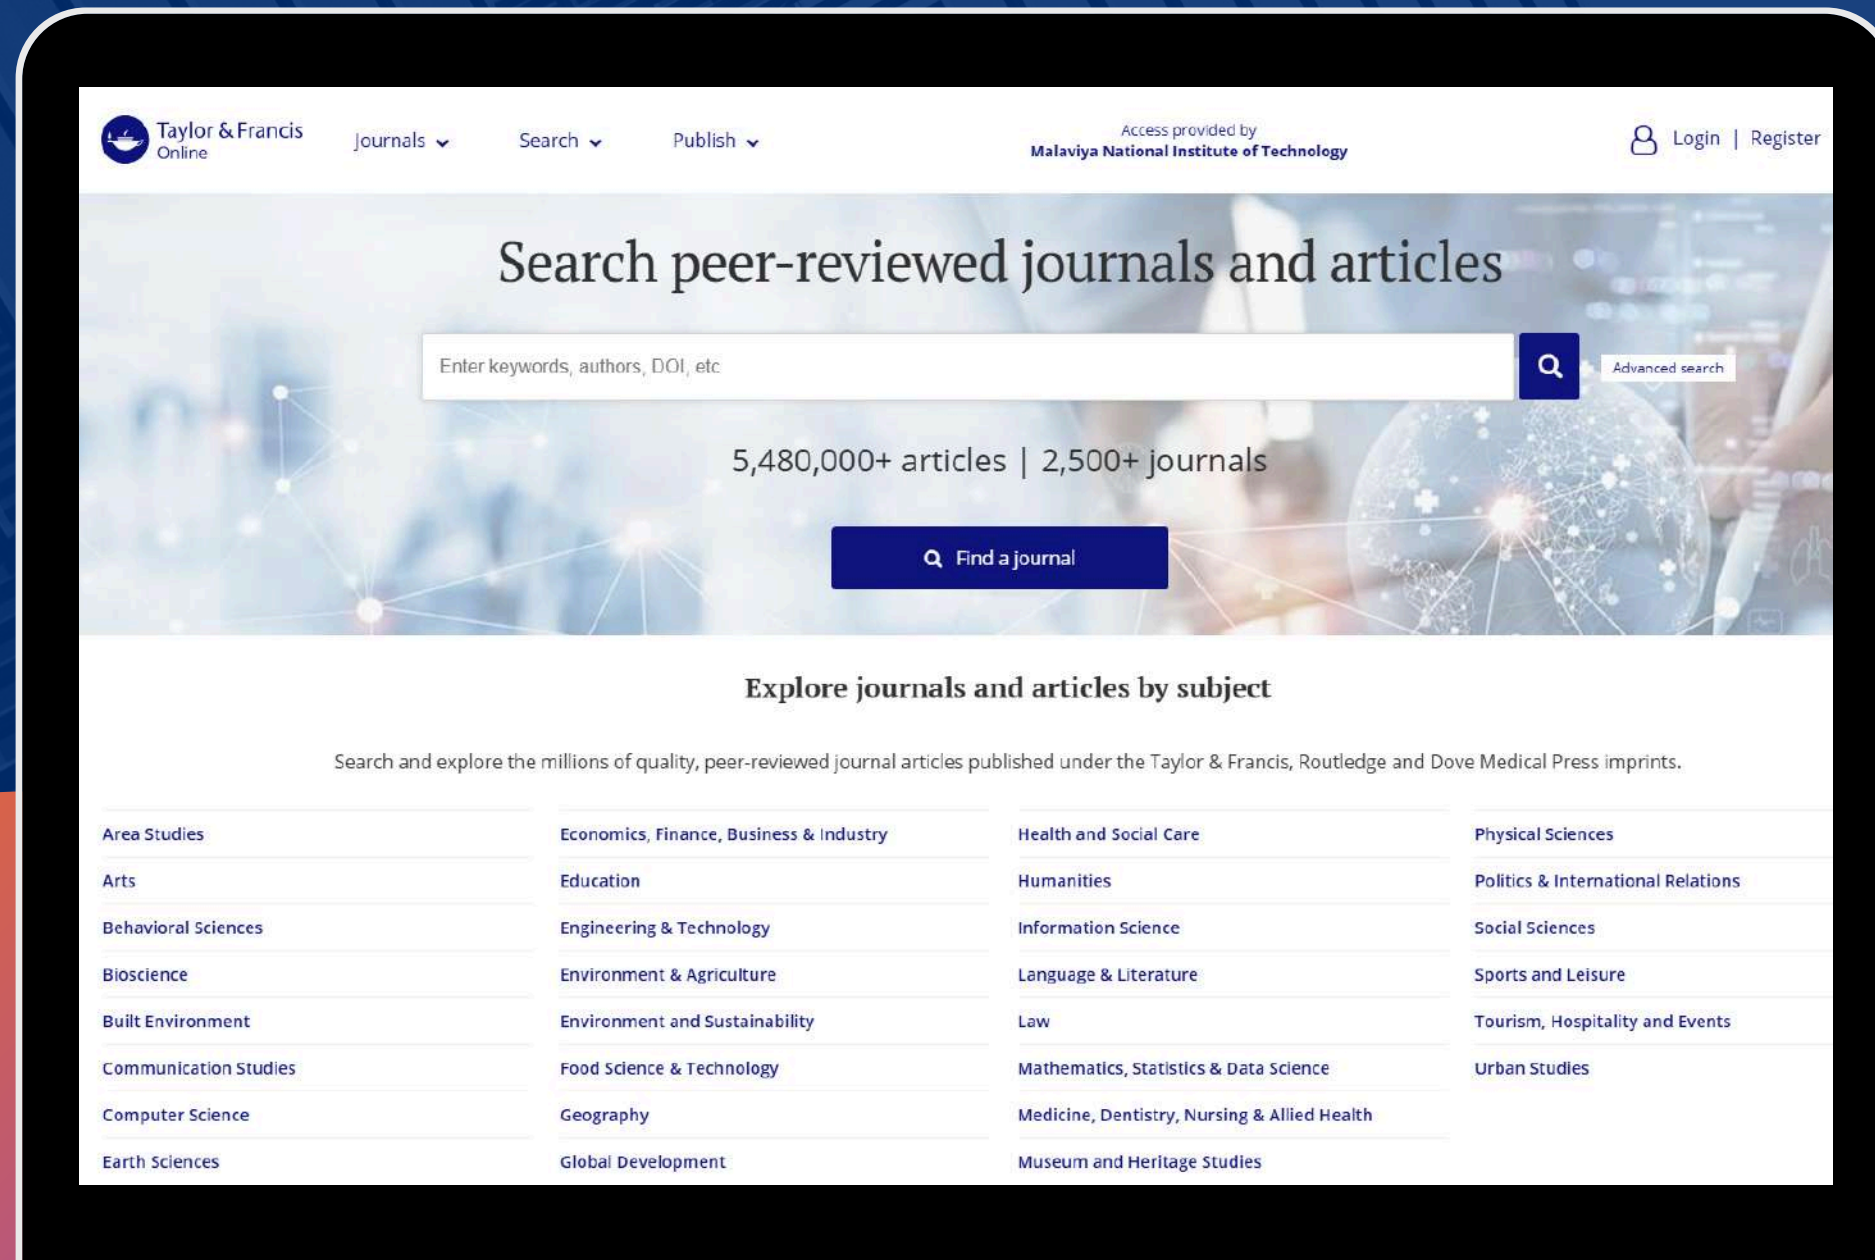 Taylor & Francis
Online
Journals
Search
Publish
Access provided by
Malaviya National Institute of Technology
Login | Register
Search peer-reviewed journals and articles
Enter keywords, authors, DOI, etc
Advanced search
5,480,000+ articles | 2,500+ journals
Find a journal
Explore journals and articles by subject
Search and explore the millions of quality, peer-reviewed journal articles published under the Taylor & Francis, Routledge and Dove Medical Press imprints.
Area Studies
Arts
Behavioral Sciences
Bioscience
Built Environment
Communication Studies
Computer Science
Earth Sciences
Economics, Finance, Business & Industry
Education
Engineering & Technology
Environment & Agriculture
Environment and Sustainability
Food Science & Technology
Geography
Global Development
Health and Social Care
Humanities
Information Science
Language & Literature
Law
Mathematics, Statistics & Data Science
Medicine, Dentistry, Nursing & Allied Health
Museum and Heritage Studies
Physical Sciences
Politics & International Relations
Social Sciences
Sports and Leisure
Tourism, Hospitality and Events
Urban Studies